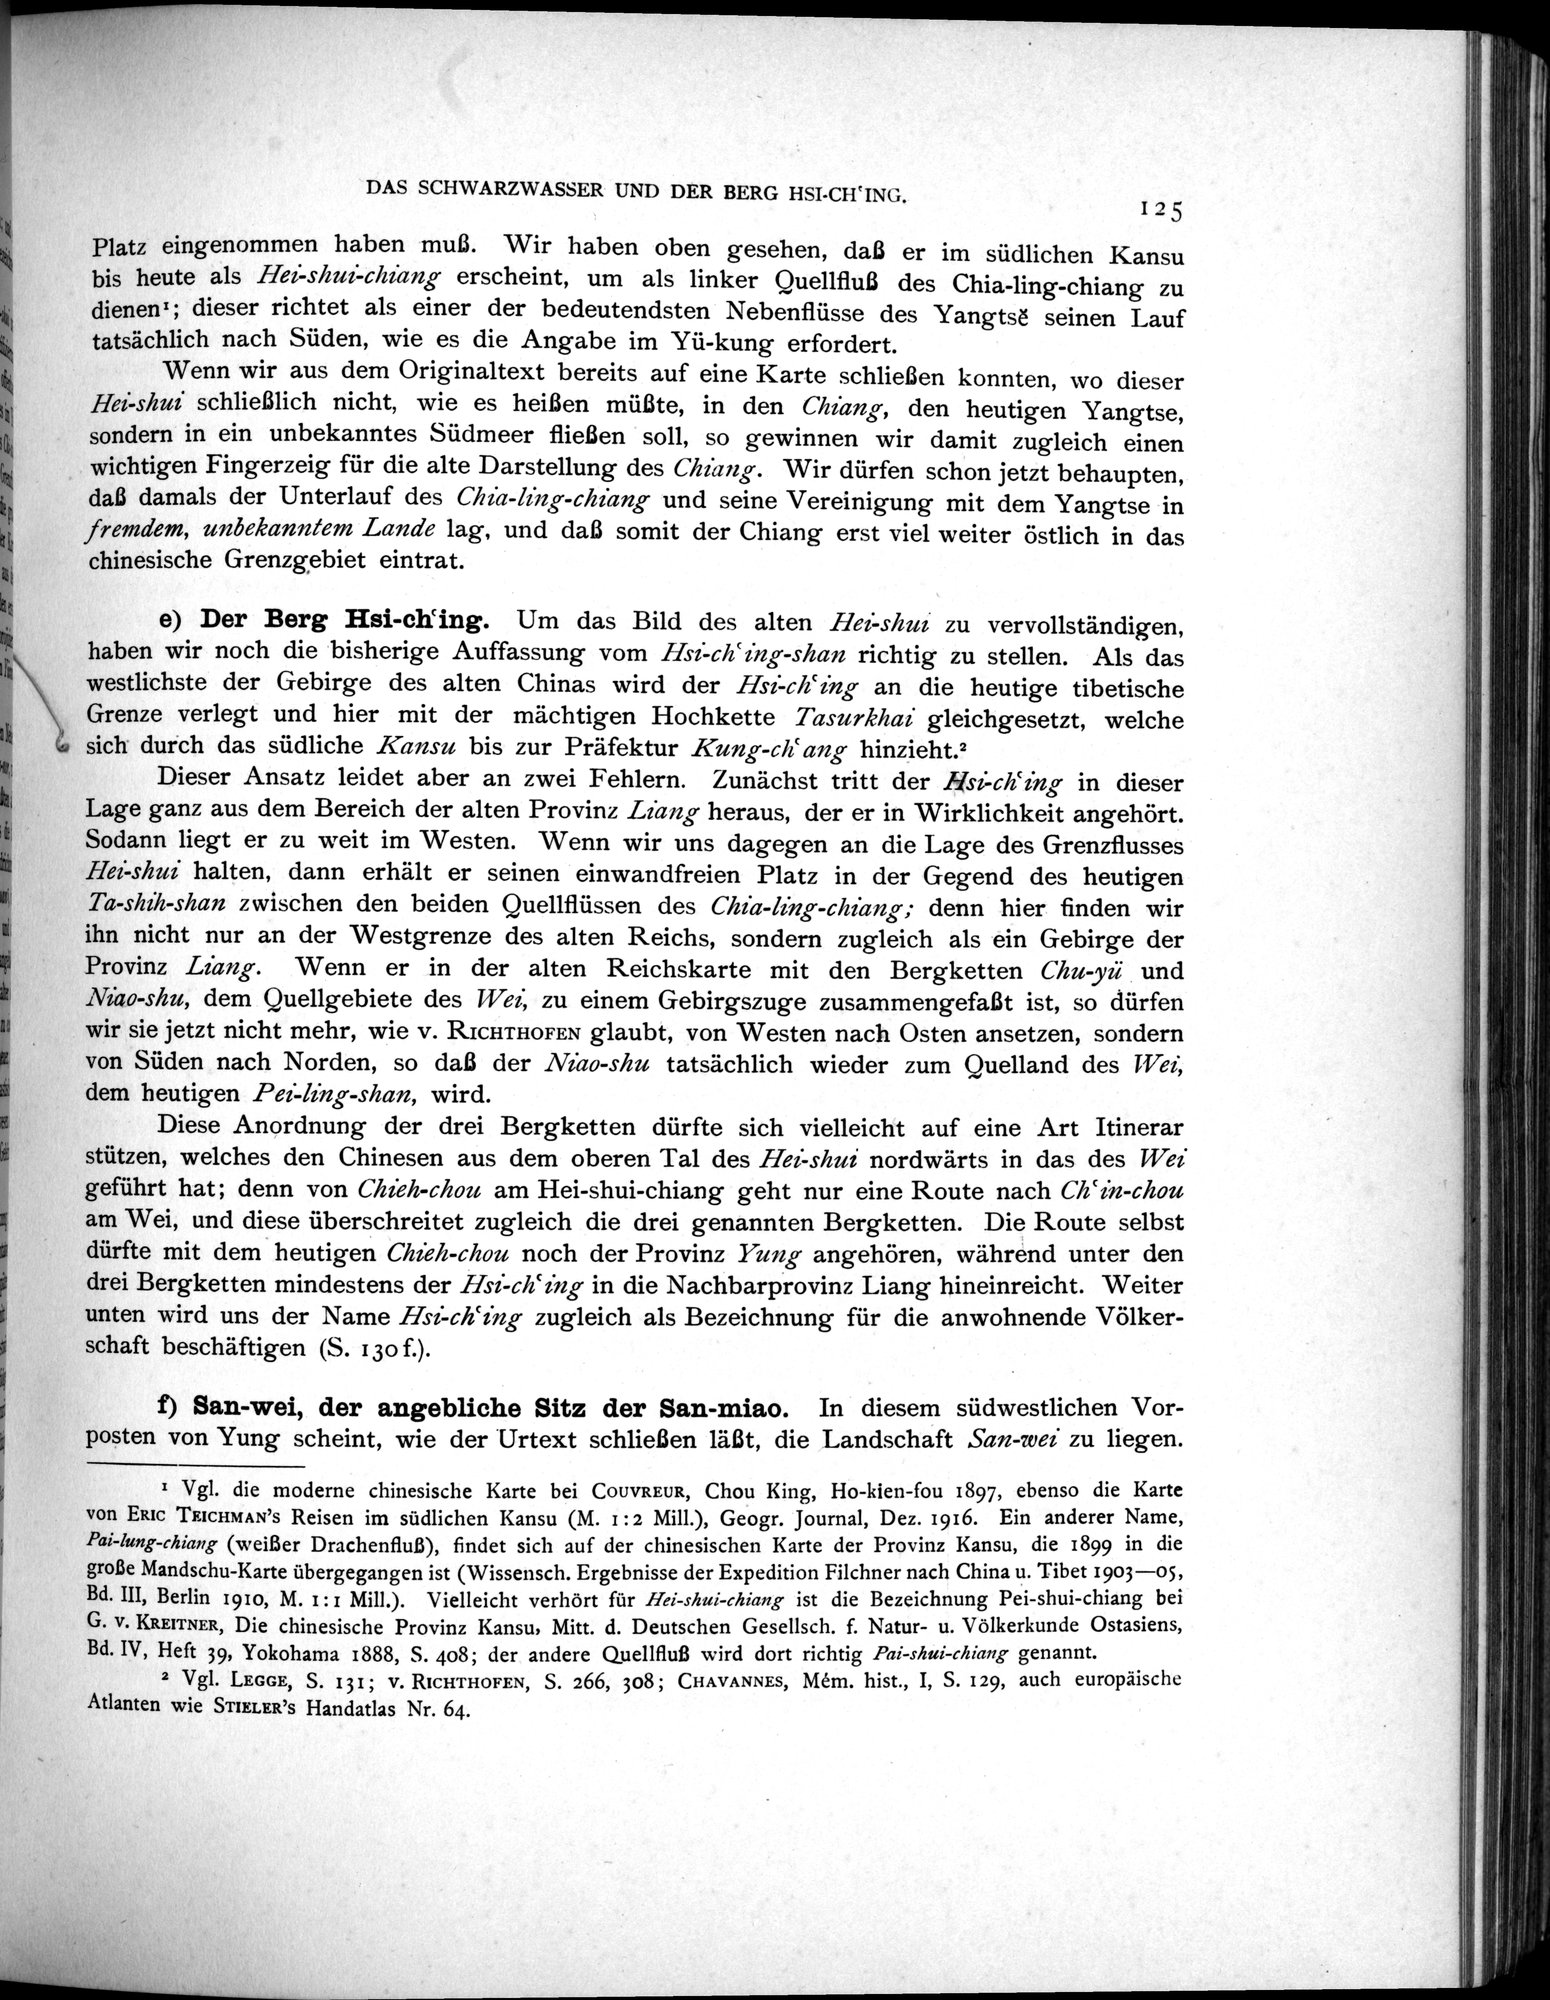 DAS SCHWARZWASSER UND DER BERG HSI-CHʿING.
125
Platz eingenommen haben muß. Wir haben oben gesehen, daß er im südlichen Kansu
bis heute als Hei-shui-chiang erscheint, um als linker Quellfluß des Chia-ling-chiang zu
dienen¹; dieser richtet als einer der bedeutendsten Nebenflüsse des Yangtsĕ seinen Lauf
tatsächlich nach Süden, wie es die Angabe im Yü-kung erfordert.
Wenn wir aus dem Originaltext bereits auf eine Karte schließen konnten, wo dieser
Hei-shui schließlich nicht, wie es heißen müßte, in den Chiang, den heutigen Yangtse,
sondern in ein unbekanntes Südmeer fließen soll, so gewinnen wir damit zugleich einen
wichtigen Fingerzeig für die alte Darstellung des Chiang. Wir dürfen schon jetzt behaupten,
daß damals der Unterlauf des Chia-ling-chiang und seine Vereinigung mit dem Yangtse in
fremdem, unbekanntem Lande lag, und daß somit der Chiang erst viel weiter östlich in das
chinesische Grenzgebiet eintrat.
e) Der Berg Hsi-chʿing. Um das Bild des alten Hei-shui zu vervollständigen,
haben wir noch die bisherige Auffassung vom Hsi-chʿing-shan richtig zu stellen. Als das
westlichste der Gebirge des alten Chinas wird der Hsi-chʿing an die heutige tibetische
Grenze verlegt und hier mit der mächtigen Hochkette Tasurkhai gleichgesetzt, welche
sich durch das südliche Kansu bis zur Präfektur Kung-chʿang hinzieht.²
Dieser Ansatz leidet aber an zwei Fehlern. Zunächst tritt der Hsi-chʿing in dieser
Lage ganz aus dem Bereich der alten Provinz Liang heraus, der er in Wirklichkeit angehört.
Sodann liegt er zu weit im Westen. Wenn wir uns dagegen an die Lage des Grenzflusses
Hei-shui halten, dann erhält er seinen einwandfreien Platz in der Gegend des heutigen
Ta-shih-shan zwischen den beiden Quellflüssen des Chia-ling-chiang; denn hier finden wir
ihn nicht nur an der Westgrenze des alten Reichs, sondern zugleich als ein Gebirge der
Provinz Liang. Wenn er in der alten Reichskarte mit den Bergketten Chu-yü und
Niao-shu, dem Quellgebiete des Wei, zu einem Gebirgszuge zusammengefaßt ist, so dürfen
wir sie jetzt nicht mehr, wie v. RICHTHOFEN glaubt, von Westen nach Osten ansetzen, sondern
von Süden nach Norden, so daß der Niao-shu tatsächlich wieder zum Quelland des Wei,
dem heutigen Pei-ling-shan, wird.
Diese Anordnung der drei Bergketten dürfte sich vielleicht auf eine Art Itinerar
stützen, welches den Chinesen aus dem oberen Tal des Hei-shui nordwärts in das des Wei
geführt hat; denn von Chieh-chou am Hei-shui-chiang geht nur eine Route nach Chʿin-chou
am Wei, und diese überschreitet zugleich die drei genannten Bergketten. Die Route selbst
dürfte mit dem heutigen Chieh-chou noch der Provinz Yung angehören, während unter den
drei Bergketten mindestens der Hsi-chʿing in die Nachbarprovinz Liang hineinreicht. Weiter
unten wird uns der Name Hsi-chʿing zugleich als Bezeichnung für die anwohnende Völker-
schaft beschäftigen (S. 130 f.).
f) San-wei, der angebliche Sitz der San-miao. In diesem südwestlichen Vor-
posten von Yung scheint, wie der Urtext schließen läßt, die Landschaft San-wei zu liegen.
¹ Vgl. die moderne chinesische Karte bei COUVREUR, Chou King, Ho-kien-fou 1897, ebenso die Karte
von ERIC TEICHMAN'S Reisen im südlichen Kansu (M. 1:2 Mill.), Geogr. Journal, Dez. 1916. Ein anderer Name,
Pai-lung-chiang (weißer Drachenfluß), findet sich auf der chinesischen Karte der Provinz Kansu, die 1899 in die
große Mandschu-Karte übergegangen ist (Wissensch. Ergebnisse der Expedition Filchner nach China u. Tibet 1903—05,
Bd. III, Berlin 1910, M. 1:1 Mill.). Vielleicht verhört für Hei-shui-chiang ist die Bezeichnung Pei-shui-chiang bei
G. v. KREITNER, Die chinesische Provinz Kansu, Mitt. d. Deutschen Gesellsch. f. Natur- u. Völkerkunde Ostasiens,
Bd. IV, Heft 39, Yokohama 1888, S. 408; der andere Quellfluß wird dort richtig Pai-shui-chiang genannt.
² Vgl. LEGGE, S. 131; v. RICHTHOFEN, S. 266, 308; CHAVANNES, Mém. hist., I, S. 129, auch europäische
Atlanten wie STIELER'S Handatlas Nr. 64.